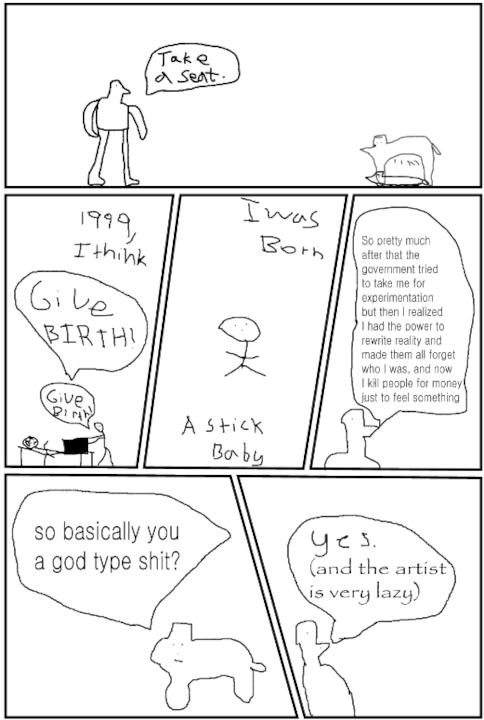 Take
a seat.
1999,
I think
Give
BIRTH!
Give
Birth
I was
Born
A stick
Baby
So pretty much
after that the
government tried
to take me for
experimentation
but then I realized
I had the power to
rewrite reality and
made them all forget
who I was, and now
I kill people for money
just to feel something
so basically you
a god type shit?
yes.
(and the artist
is very lazy)